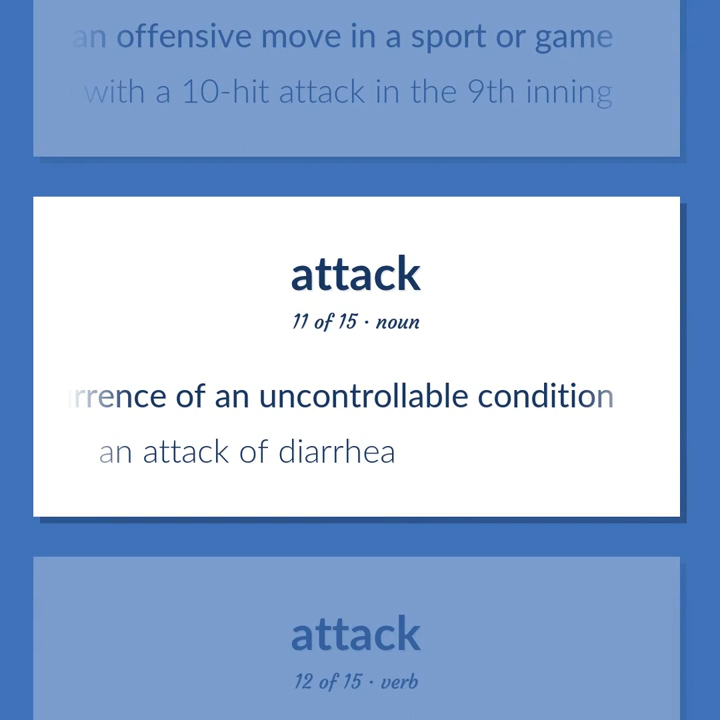 an offensive move in a sport or game
with a 10-hit attack in the 9th inning
attack
11 of 15 · noun
rrence of an uncontrollable condition
an attack of diarrhea
attack
12 of 15 · verb